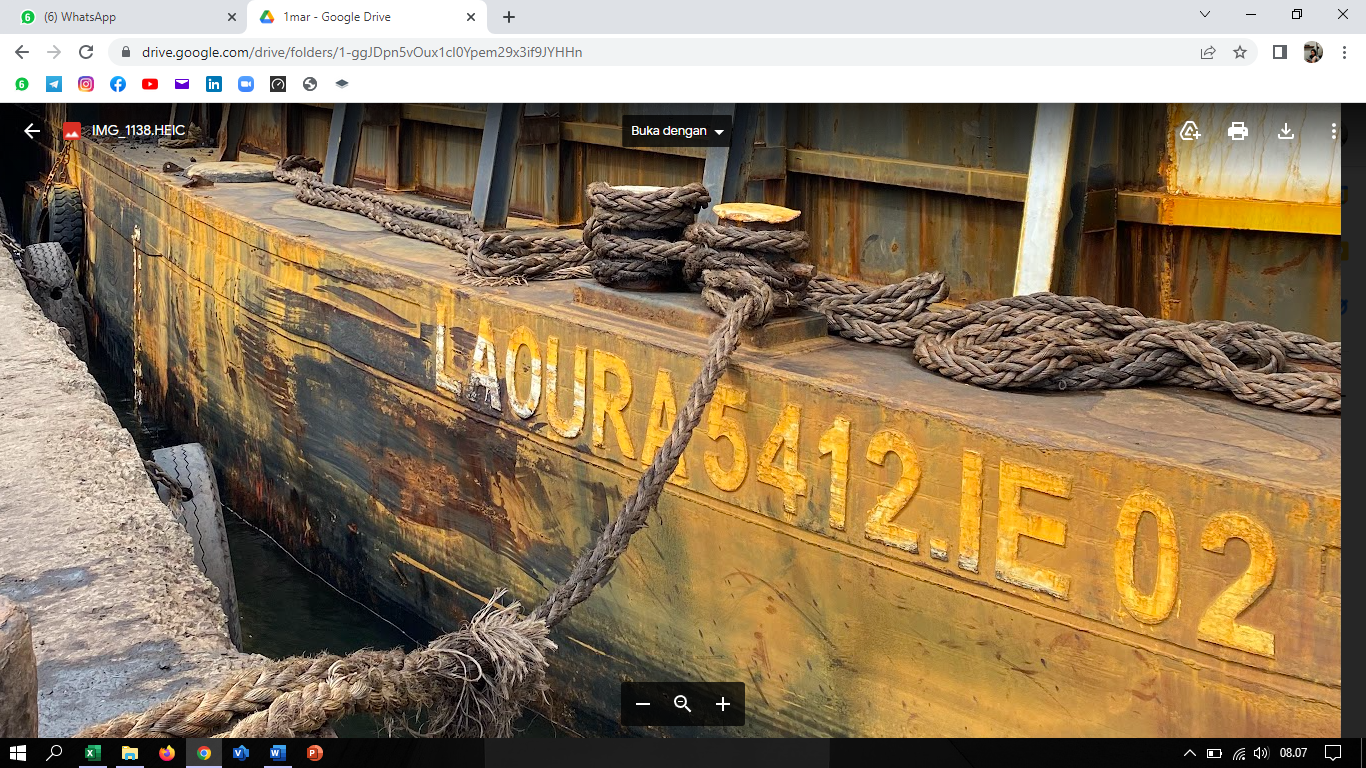 (6) WhatsApp
1mar - Google Drive
drive.google.com/drive/folders/1-ggJDpn5vOux1cI0Ypem29x3if9JYHHn
IMG_1138.HEIC
Buka dengan
LAOURA 5412.IE 02
08.07